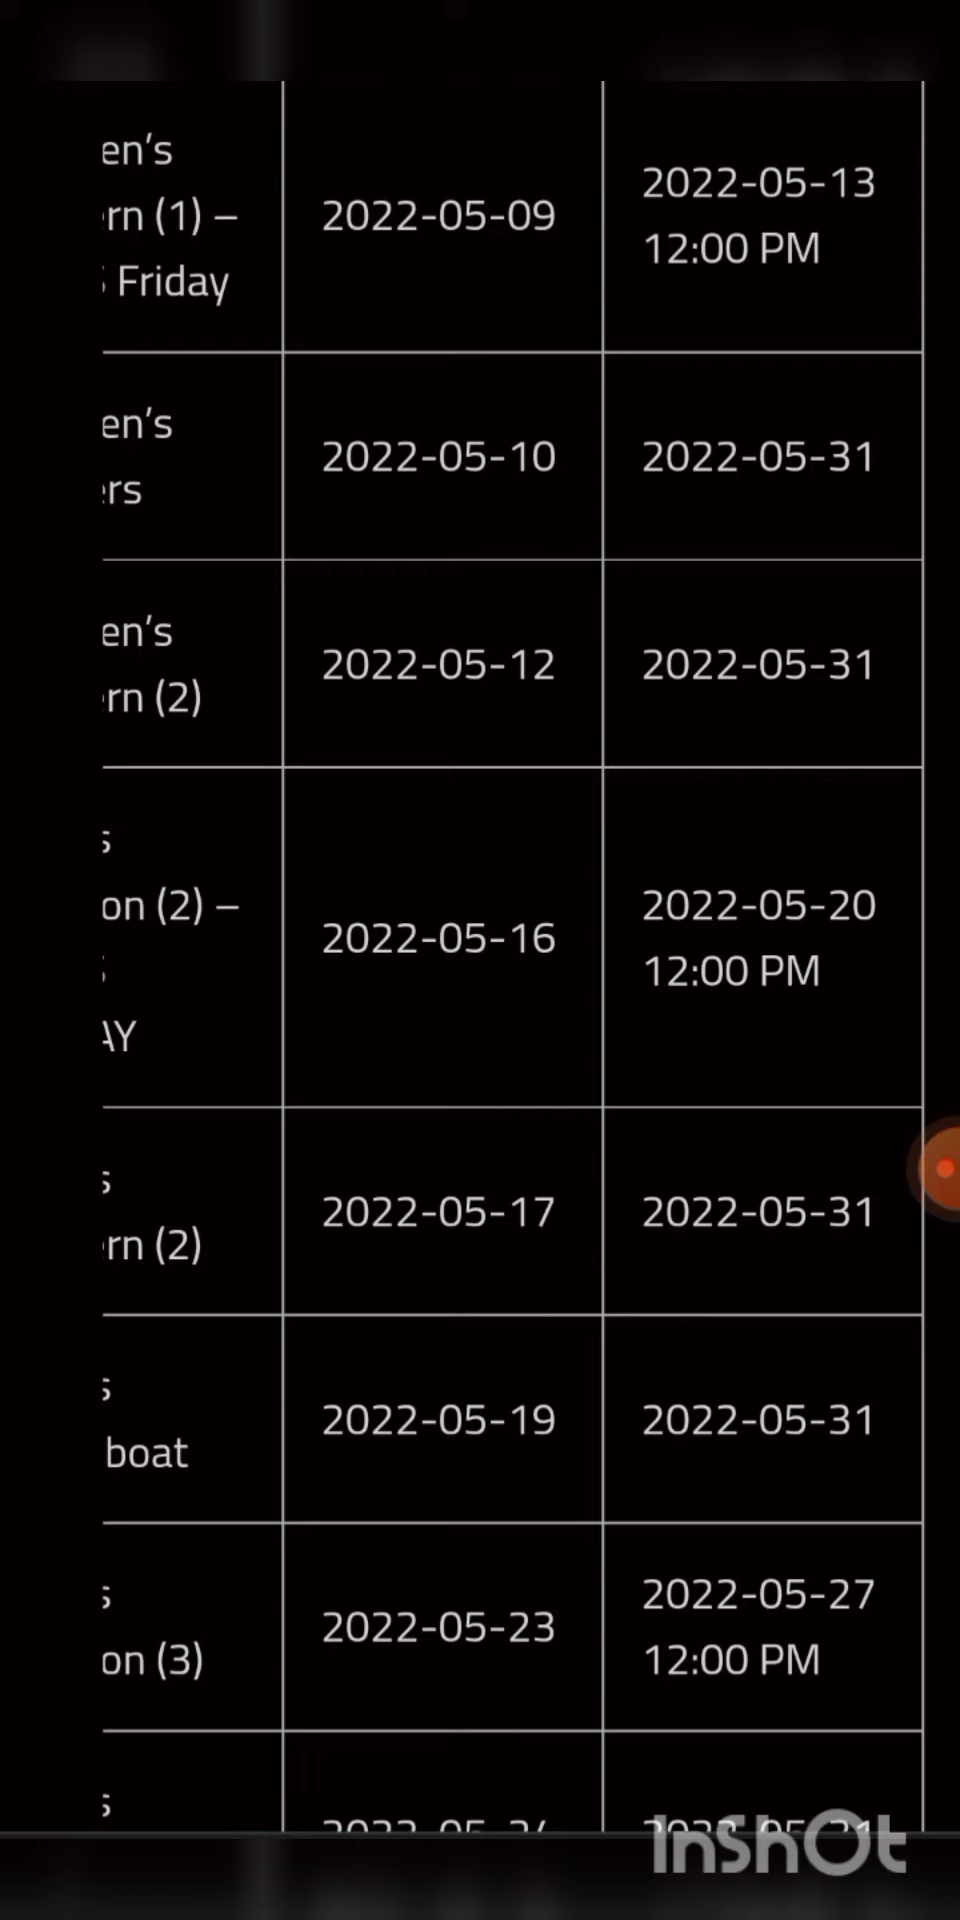 en's
rn (1) –
Friday
2022-05-09
2022-05-13
12:00 PM
en's
rs
2022-05-10
2022-05-31
en's
rn (2)
2022-05-12
2022-05-31
s
on (2) –
s
AY
2022-05-16
2022-05-20
12:00 PM
s
rn (2)
2022-05-17
2022-05-31
s
boat
2022-05-19
2022-05-31
s
on (3)
2022-05-23
2022-05-27
12:00 PM
s
InShOt